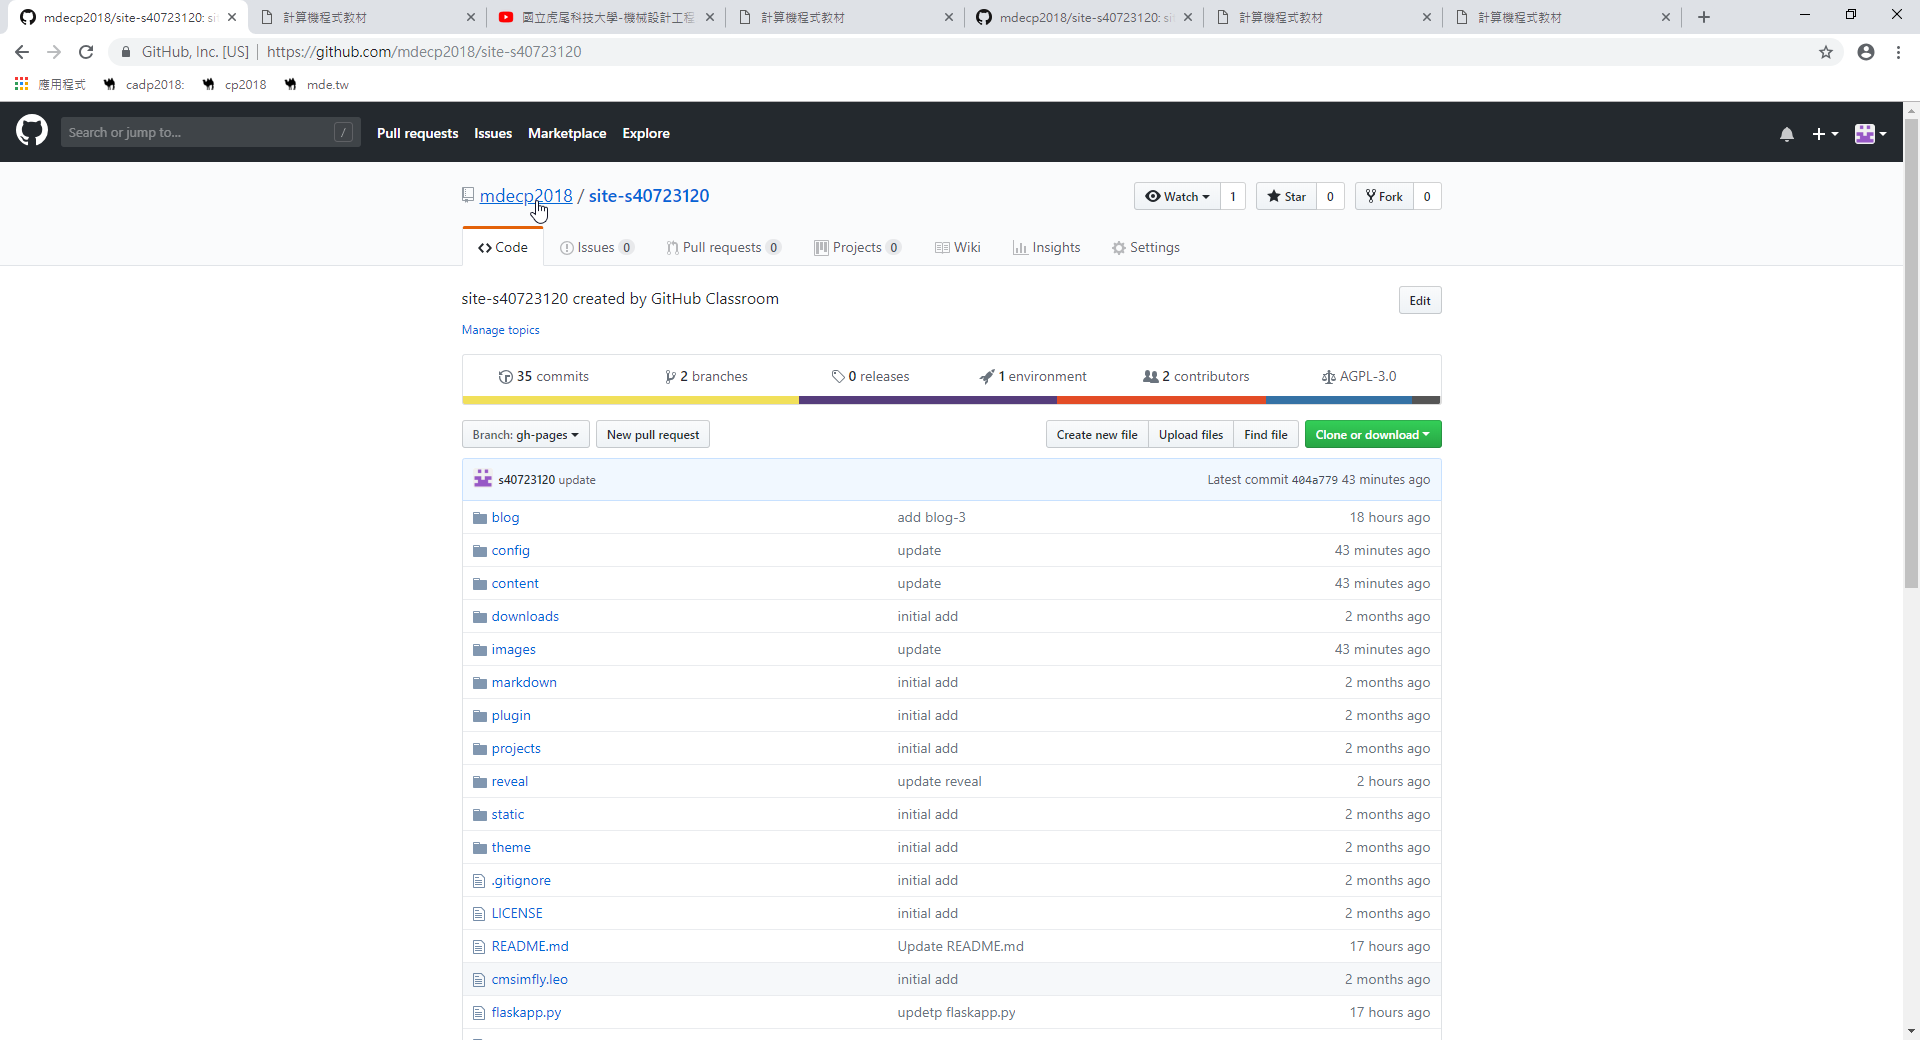 mdecp2018/site-s40723120: si
計算機程式教材
國立虎尾科技大學-機械設計工程
計算機程式教材
mdecp2018/site-s40723120: si
計算機程式教材
計算機程式教材
GitHub, Inc. [US] | https://github.com/mdecp2018/site-s40723120
應用程式 cadp2018: cp2018 mde.tw
Search or jump to... / Pull requests Issues Marketplace Explore
mdecp2018 / site-s40723120 Watch 1 Star 0 Fork 0
Code Issues 0 Pull requests 0 Projects 0 Wiki Insights Settings
site-s40723120 created by GitHub Classroom Edit
Manage topics
35 commits 2 branches 0 releases 1 environment 2 contributors AGPL-3.0
Branch: gh-pages New pull request Create new file Upload files Find file Clone or download
s40723120 update Latest commit 404a779 43 minutes ago
blog add blog-3 18 hours ago
config update 43 minutes ago
content update 43 minutes ago
downloads initial add 2 months ago
images update 43 minutes ago
markdown initial add 2 months ago
plugin initial add 2 months ago
projects initial add 2 months ago
reveal update reveal 2 hours ago
static initial add 2 months ago
theme initial add 2 months ago
.gitignore initial add 2 months ago
LICENSE initial add 2 months ago
README.md Update README.md 17 hours ago
cmsimfly.leo initial add 2 months ago
flaskapp.py updetp flaskapp.py 17 hours ago